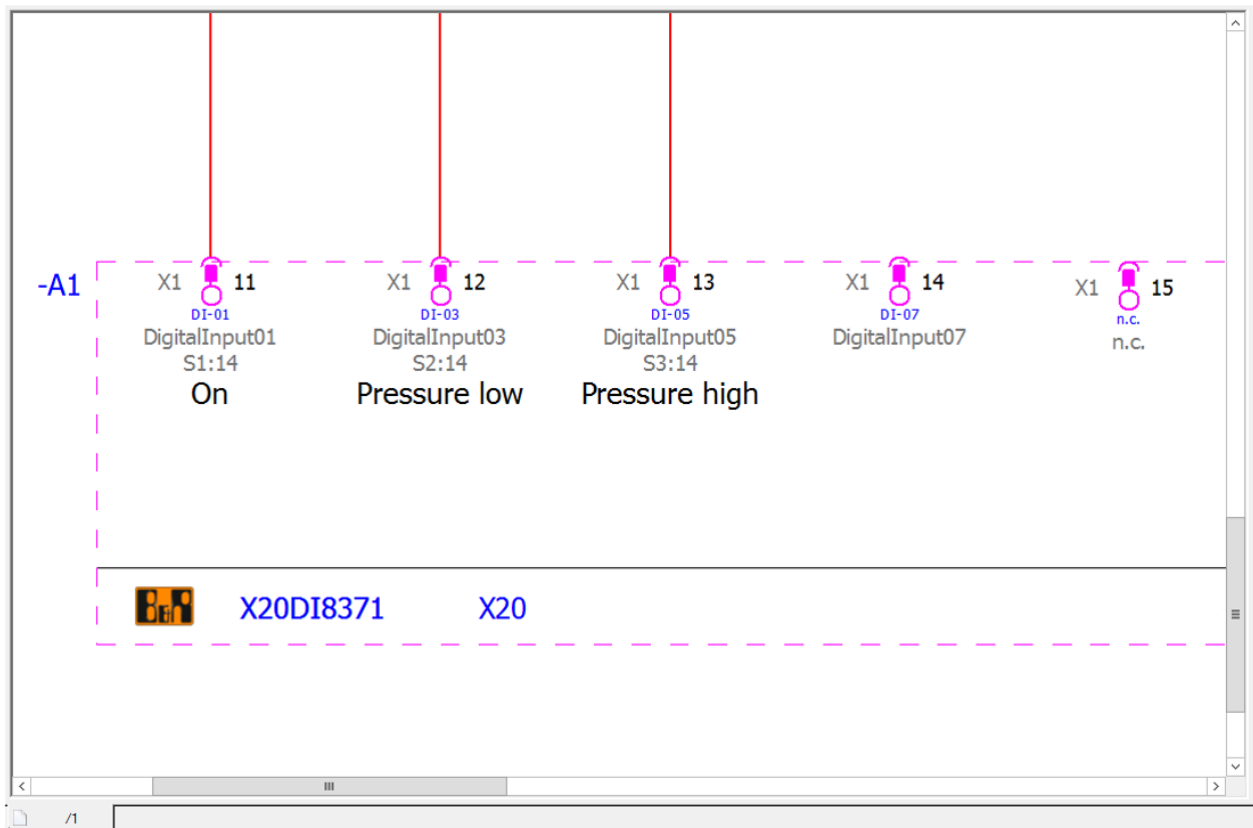 -A1
X1 11
DI-01
DigitalInput01
S1:14
On
X1 12
DI-03
DigitalInput03
S2:14
Pressure low
X1 13
DI-05
DigitalInput05
S3:14
Pressure high
X1 14
DI-07
DigitalInput07
X1 15
n.c.
n.c.
B&R X20DI8371 X20
/1